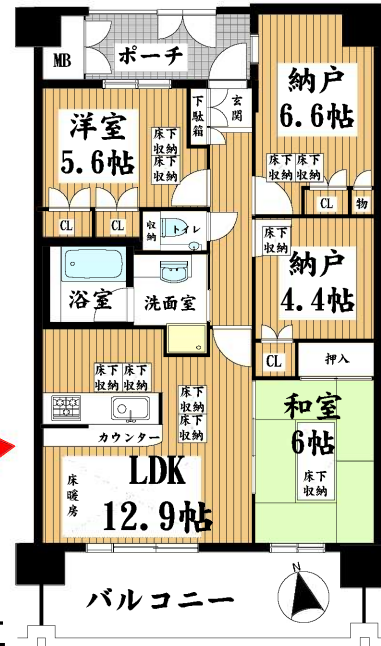 MB
ポーチ
納戸
6.6帖
床下
収納
床下
収納
CL
物
洋室
5.6帖
床下
収納
床下
収納
CL
CL
下駄箱
玄関
収納
トイレ
浴室
洗面室
床下
収納
納戸
4.4帖
CL
押入
床下
収納
床下
収納
床下
収納
床下
収納
カウンター
床暖房
LDK
12.9帖
和室
6帖
床下
収納
バルコニー
N